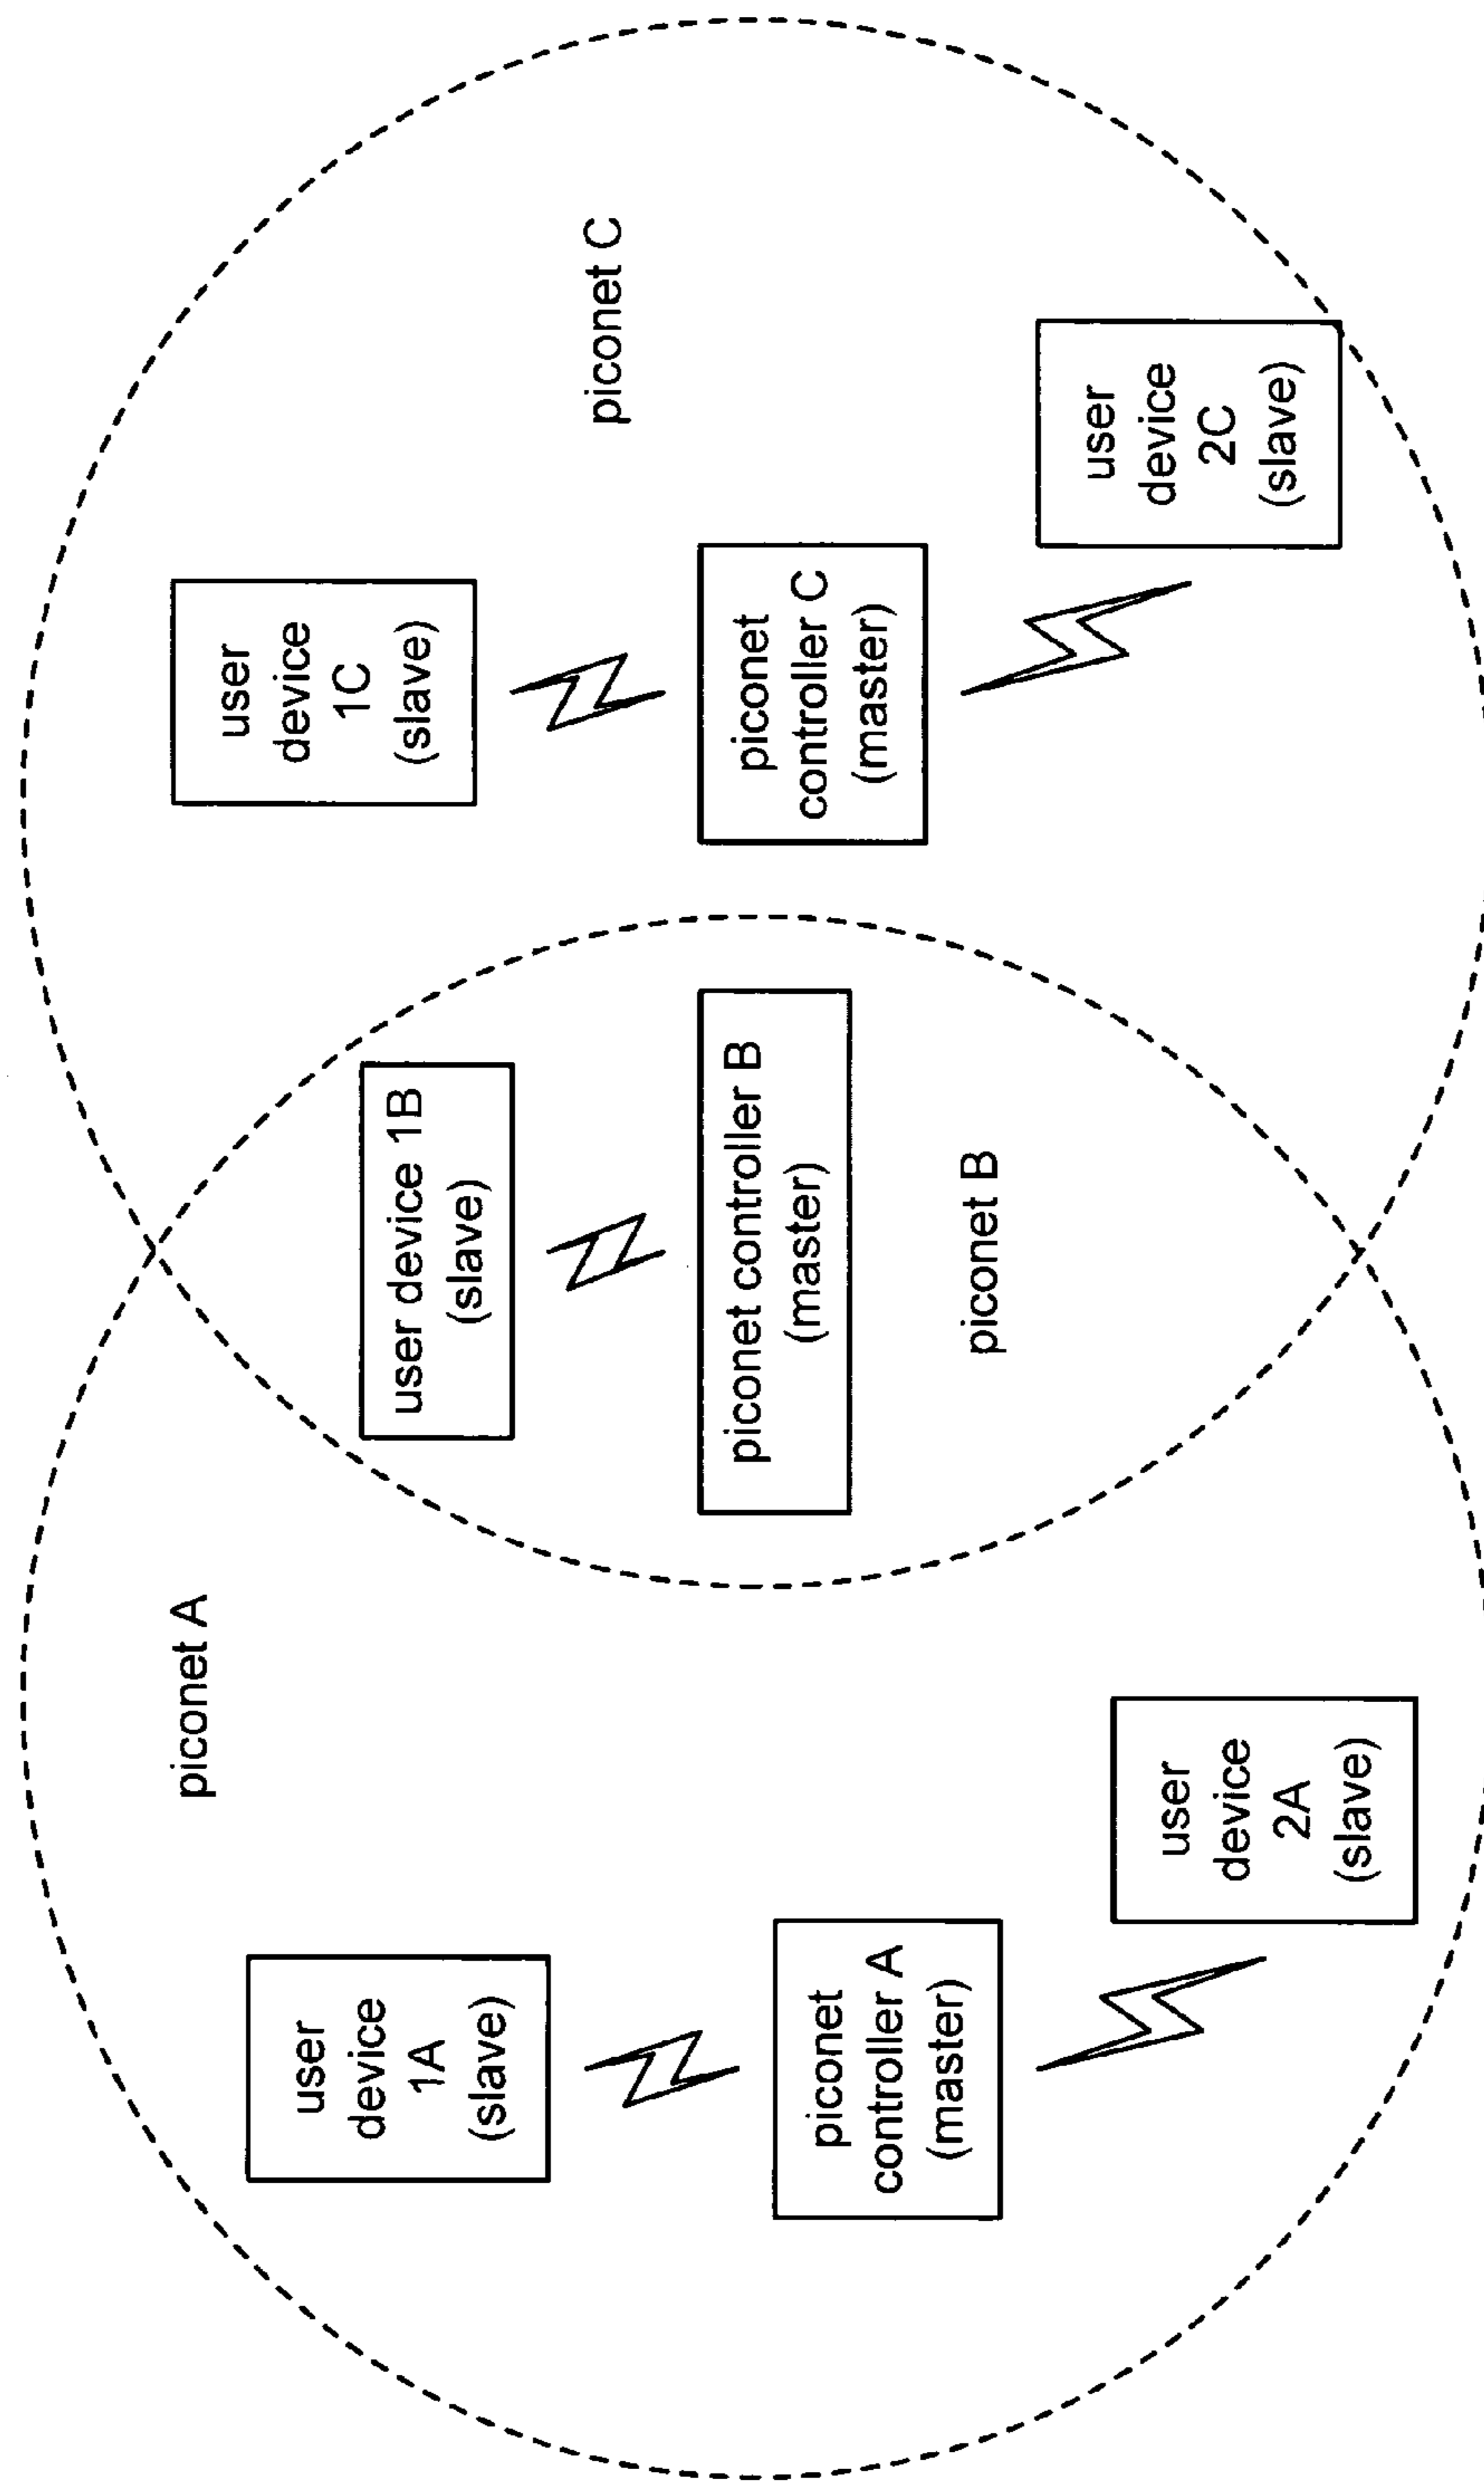 piconet A
user
device
1A
(slave)
piconet
controller A
(master)
user
device
2A
(slave)
user device 1B
(slave)
piconet controller B
(master)
piconet B
user
device
1C
(slave)
piconet C
piconet
controller C
(master)
user
device
2C
(slave)